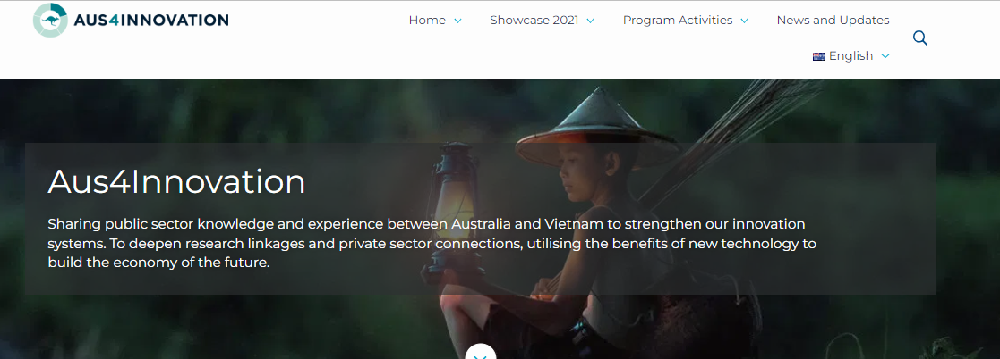 AUS4INNOVATION
Home
Showcase 2021
Program Activities
News and Updates
English
Aus4Innovation
Sharing public sector knowledge and experience between Australia and Vietnam to strengthen our innovation
systems. To deepen research linkages and private sector connections, utilising the benefits of new technology to
build the economy of the future.